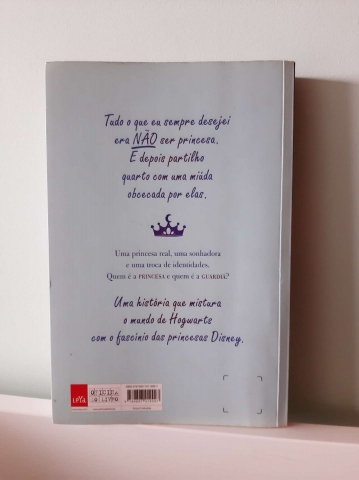 Tudo o que eu sempre desejei
era NÃO ser princesa.
E depois partilho
quarto com uma miúda
obcecada por elas.
Uma princesa real, uma sonhadora
e uma troca de identidades.
Quem é a PRINCESA e quem é a GUARDIÃ?
Uma história que mistura
o mundo de Hogwarts
com o fascínio das princesas Disney.
LeYa